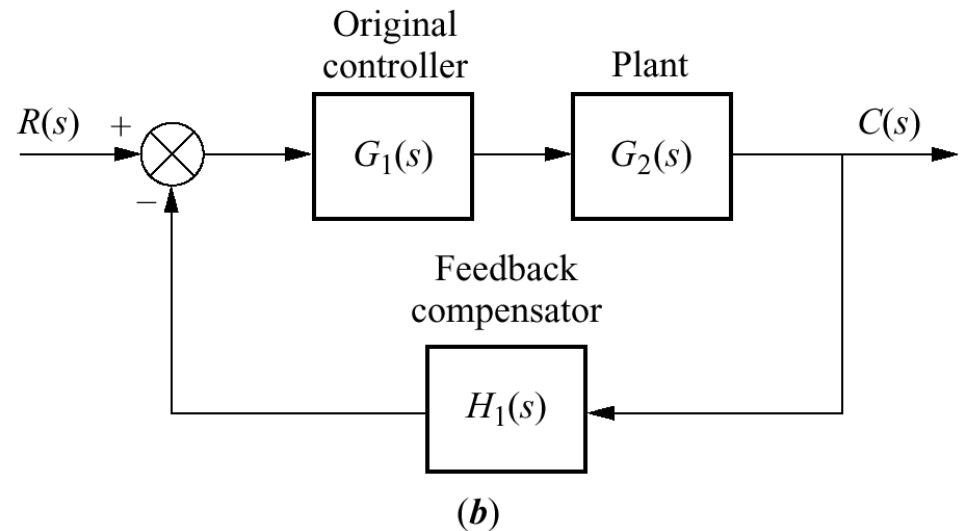 Original
controller
Plant
R(s)
+
G₁(s)
G₂(s)
C(s)
−
Feedback
compensator
H₁(s)
(b)